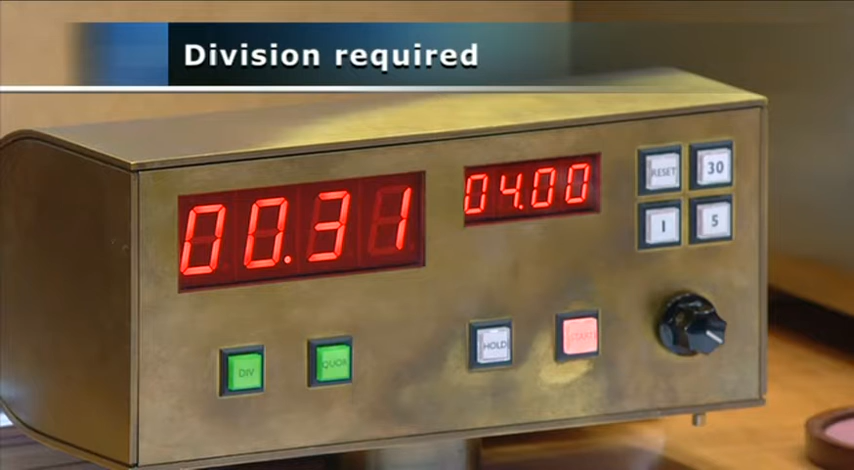 Division required
00.31
04.00
RESET 30
1 5
DIV QUOR HOLD START